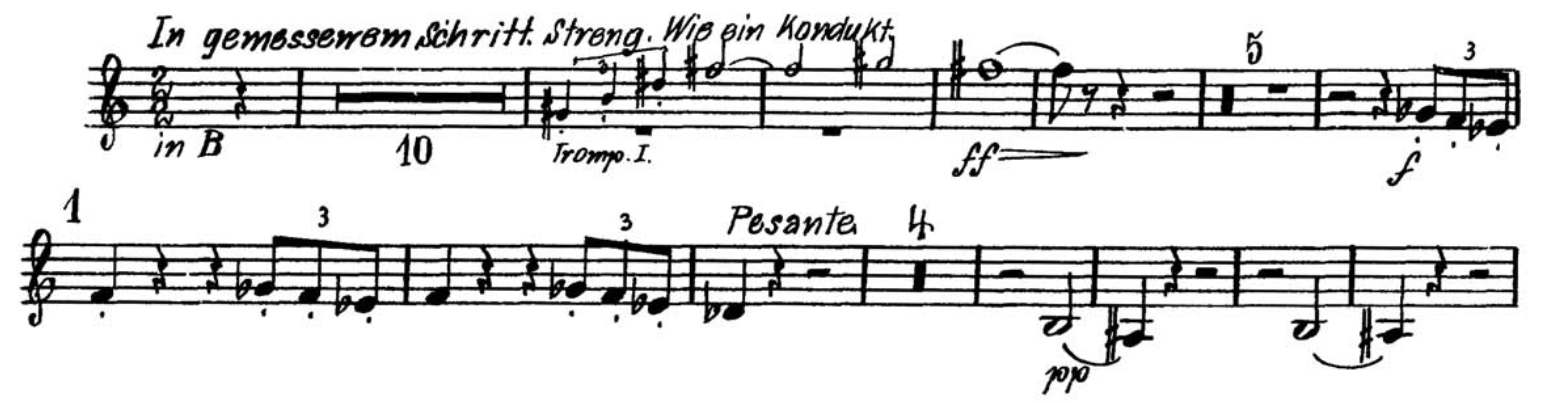 In gemessenem Schritt. Streng. Wie ein Kondukt.
5 3
3
in B 10 Tromp. I. ff f
1 3 3 Pesante 4
pp